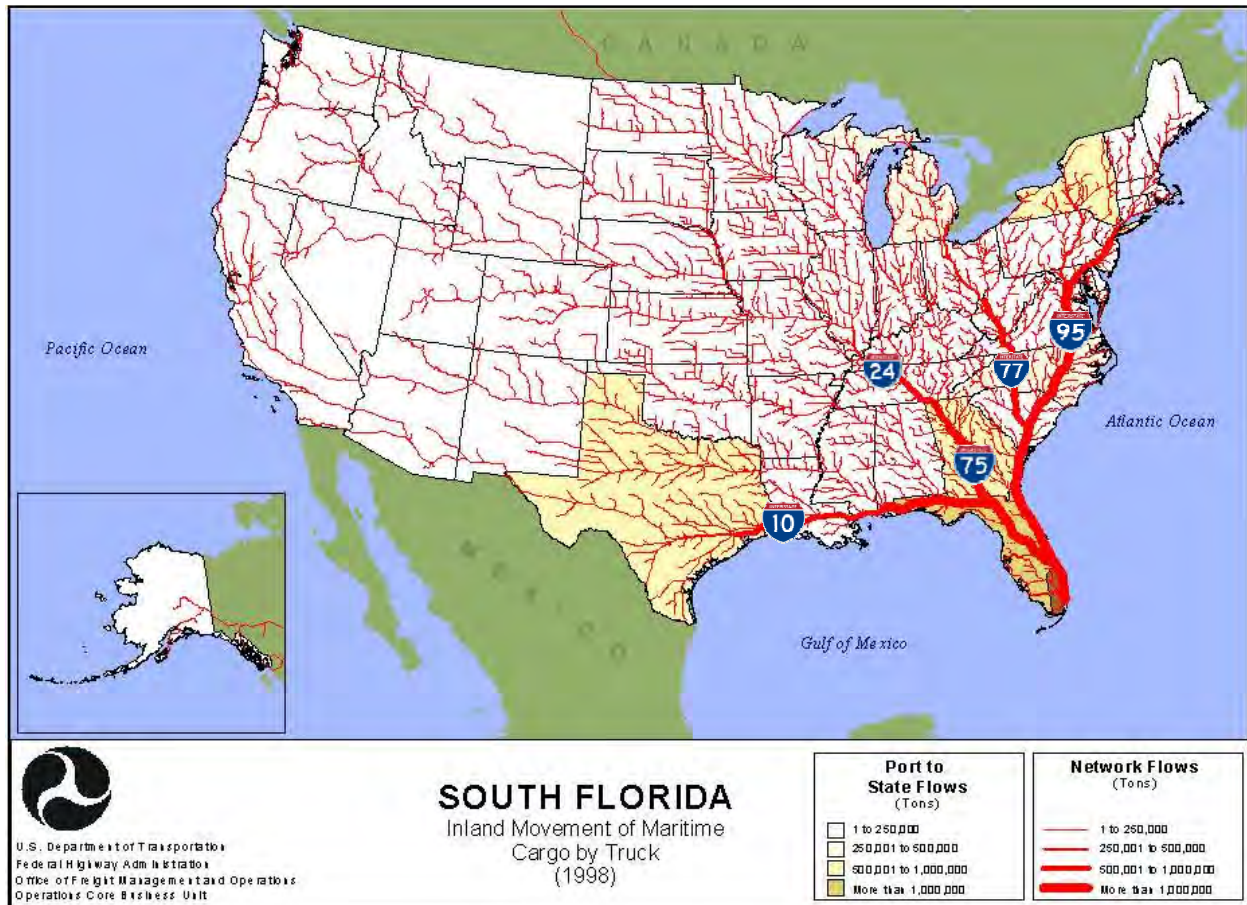 CANADA
Pacific Ocean
Atlantic Ocean
Gulf of Mexico
MEXICO
95
24
77
75
10
U.S. Department of Transportation
Federal Highway Administration
Office of Freight Management and Operations
Operations Core Business Unit
SOUTH FLORIDA
Inland Movement of Maritime
Cargo by Truck
(1998)
Port to
State Flows
(Tons)
1 to 250,000
250,001 to 500,000
500,001 to 1,000,000
More than 1,000,000
Network Flows
(Tons)
1 to 250,000
250,001 to 500,000
500,001 to 1,000,000
More than 1,000,000